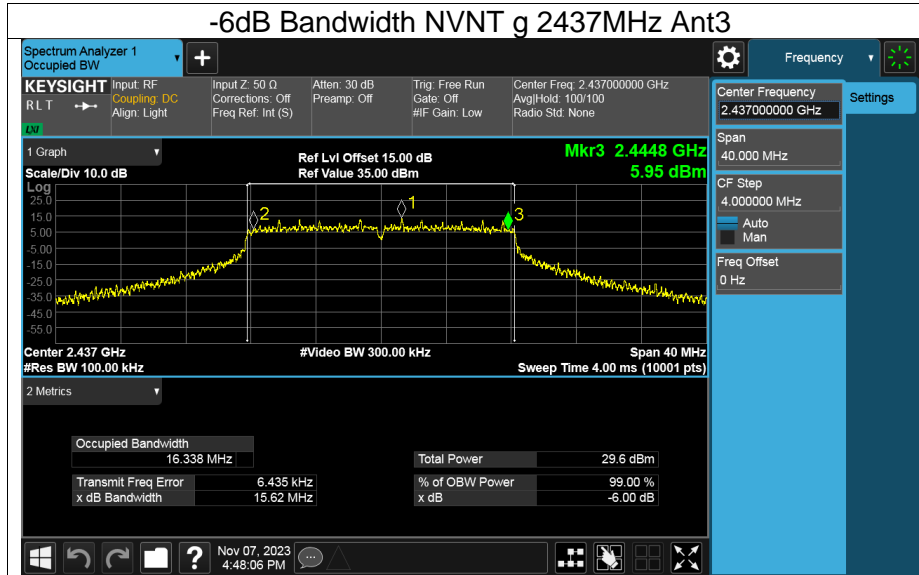 -6dB Bandwidth NVNT g 2437MHz Ant3
Spectrum Analyzer 1
Occupied BW
+
Frequency
KEYSIGHT
RLT
LXI
Input: RF
Coupling: DC
Align: Light
Input Z: 50 Ω
Corrections: Off
Freq Ref: Int (S)
Atten: 30 dB
Preamp: Off
Trig: Free Run
Gate: Off
#IF Gain: Low
Center Freq: 2.437000000 GHz
Avg|Hold: 100/100
Radio Std: None
Center Frequency
2.437000000 GHz
Settings
Span
40.000 MHz
CF Step
4.000000 MHz
Auto
Man
Freq Offset
0 Hz
1 Graph
Scale/Div 10.0 dB
Ref Lvl Offset 15.00 dB
Ref Value 35.00 dBm
Mkr3 2.4448 GHz
5.95 dBm
Log
25.0
15.0
5.00
-5.00
-15.0
-25.0
-35.0
-45.0
-55.0
2
1
3
Center 2.437 GHz
#Video BW 300.00 kHz
Span 40 MHz
#Res BW 100.00 kHz
Sweep Time 4.00 ms (10001 pts)
2 Metrics
Occupied Bandwidth
16.338 MHz
Total Power 29.6 dBm
Transmit Freq Error 6.435 kHz
% of OBW Power 99.00 %
x dB Bandwidth 15.62 MHz
x dB -6.00 dB
?
Nov 07, 2023
4:48:06 PM